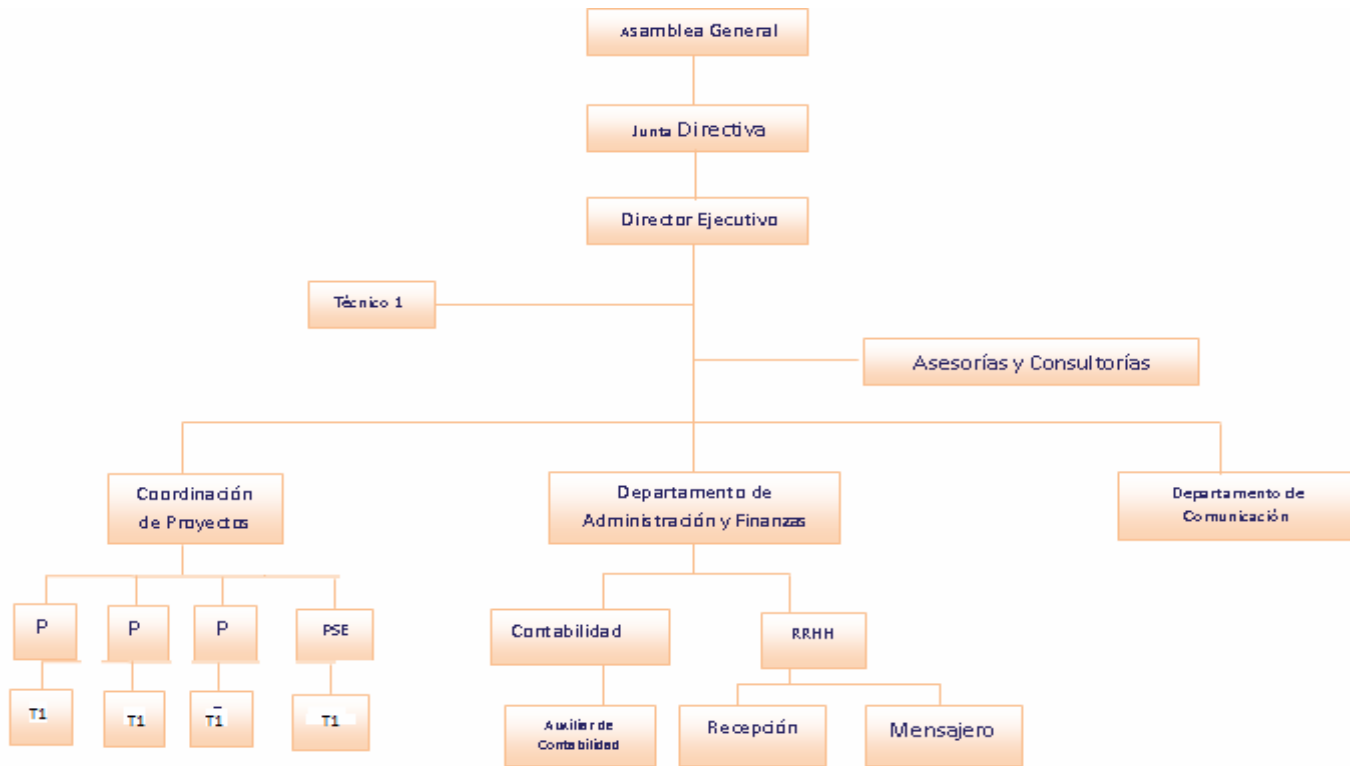 Asamblea General
Junta Directiva
Director Ejecutivo
Técnico 1
Asesorías y Consultorías
Coordinación
de Proyectos
Departamento de
Administración y Finanzas
Departamento de
Comunicación
P
P
P
PSE
Contabilidad
RRHH
T1
T1
T1
T1
Auxiliar de
Contabilidad
Recepción
Mensajero